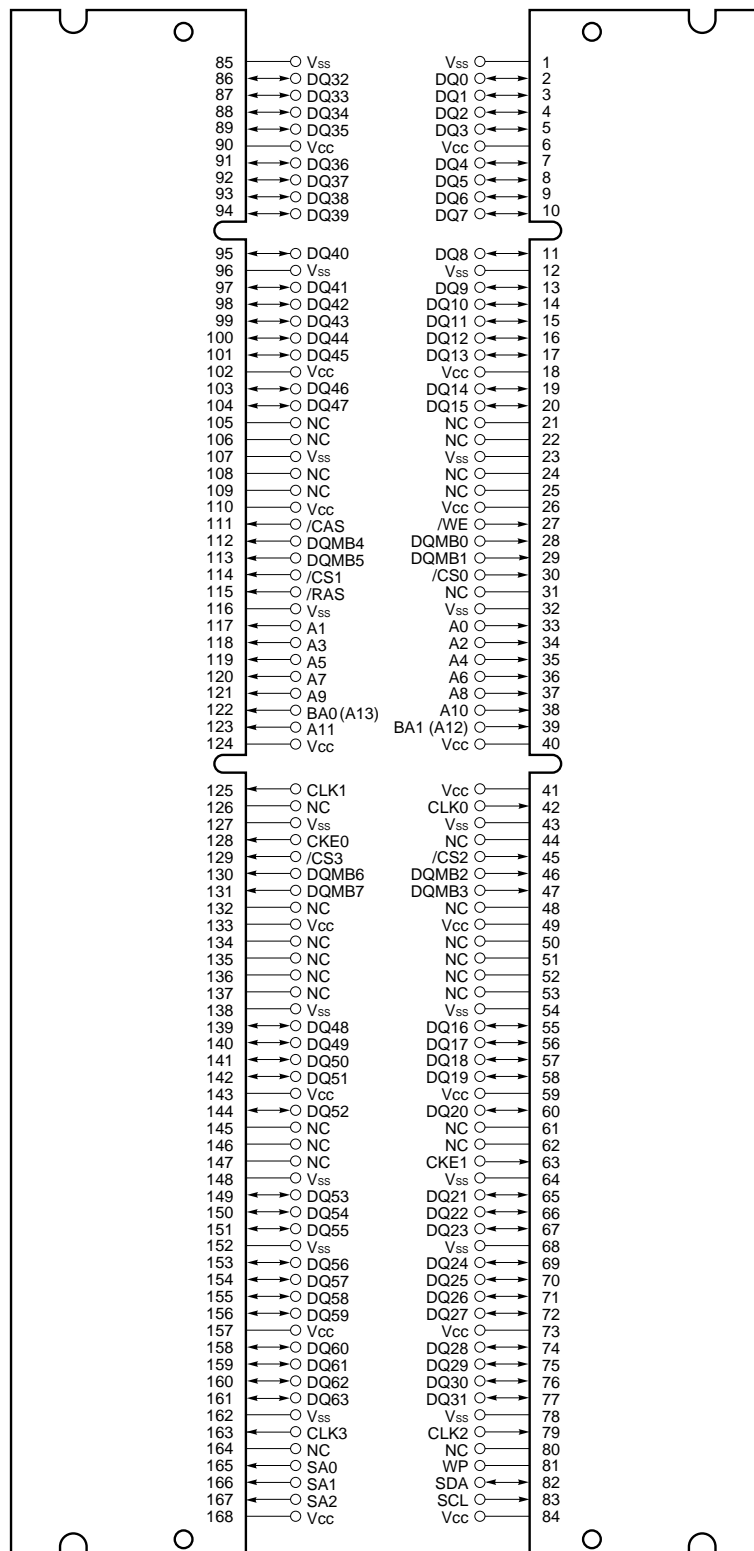 85 Vss Vss 1
86 DQ32 DQ0 2
87 DQ33 DQ1 3
88 DQ34 DQ2 4
89 DQ35 DQ3 5
90 Vcc Vcc 6
91 DQ36 DQ4 7
92 DQ37 DQ5 8
93 DQ38 DQ6 9
94 DQ39 DQ7 10
95 DQ40 DQ8 11
96 Vss Vss 12
97 DQ41 DQ9 13
98 DQ42 DQ10 14
99 DQ43 DQ11 15
100 DQ44 DQ12 16
101 DQ45 DQ13 17
102 Vcc Vcc 18
103 DQ46 DQ14 19
104 DQ47 DQ15 20
105 NC NC 21
106 NC NC 22
107 Vss Vss 23
108 NC NC 24
109 NC NC 25
110 Vcc Vcc 26
111 /CAS /WE 27
112 DQMB4 DQMB0 28
113 DQMB5 DQMB1 29
114 /CS1 /CS0 30
115 /RAS NC 31
116 Vss Vss 32
117 A1 A0 33
118 A3 A2 34
119 A5 A4 35
120 A7 A6 36
121 A9 A8 37
122 BA0 (A13) A10 38
123 A11 BA1 (A12) 39
124 Vcc Vcc 40
125 CLK1 Vcc 41
126 NC CLK0 42
127 Vss Vss 43
128 CKE0 NC 44
129 /CS3 /CS2 45
130 DQMB6 DQMB2 46
131 DQMB7 DQMB3 47
132 NC NC 48
133 Vcc Vcc 49
134 NC NC 50
135 NC NC 51
136 NC NC 52
137 NC NC 53
138 Vss Vss 54
139 DQ48 DQ16 55
140 DQ49 DQ17 56
141 DQ50 DQ18 57
142 DQ51 DQ19 58
143 Vcc Vcc 59
144 DQ52 DQ20 60
145 NC NC 61
146 NC NC 62
147 NC CKE1 63
148 Vss Vss 64
149 DQ53 DQ21 65
150 DQ54 DQ22 66
151 DQ55 DQ23 67
152 Vss Vss 68
153 DQ56 DQ24 69
154 DQ57 DQ25 70
155 DQ58 DQ26 71
156 DQ59 DQ27 72
157 Vcc Vcc 73
158 DQ60 DQ28 74
159 DQ61 DQ29 75
160 DQ62 DQ30 76
161 DQ63 DQ31 77
162 Vss Vss 78
163 CLK3 CLK2 79
164 NC NC 80
165 SA0 WP 81
166 SA1 SDA 82
167 SA2 SCL 83
168 Vcc Vcc 84